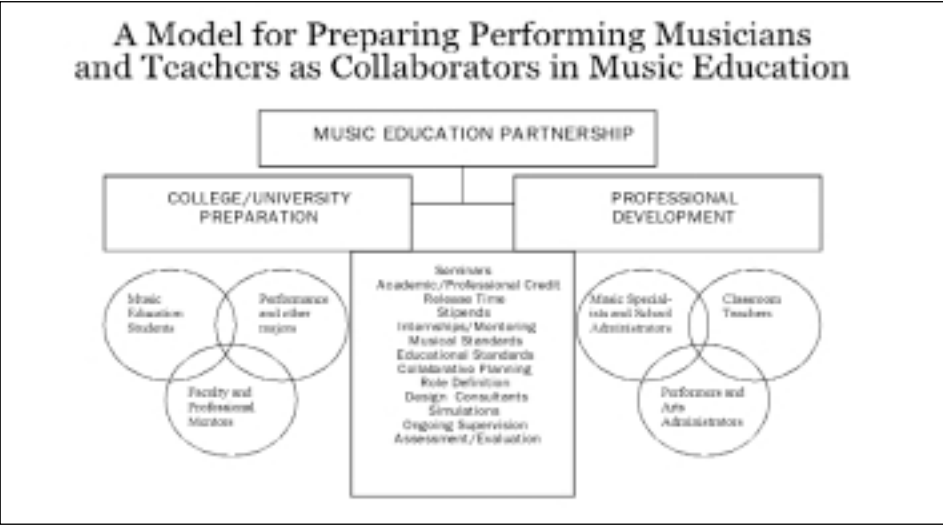 A Model for Preparing Performing Musicians
and Teachers as Collaborators in Music Education
MUSIC EDUCATION PARTNERSHIP
COLLEGE/UNIVERSITY
PREPARATION
PROFESSIONAL
DEVELOPMENT
Music
Education
Students
Performance
and other
majors
Faculty and
Professional
Mentors
Seminars
Academic/Professional Credit
Release Time
Stipends
Internships/Mentoring
Musical Standards
Educational Standards
Collaborative Planning
Role Definition
Design Consultants
Simulations
Ongoing Supervision
Assessment/Evaluation
Music Special-
ists and School
Administrators
Classroom
Teachers
Performers and
Arts
Administrators